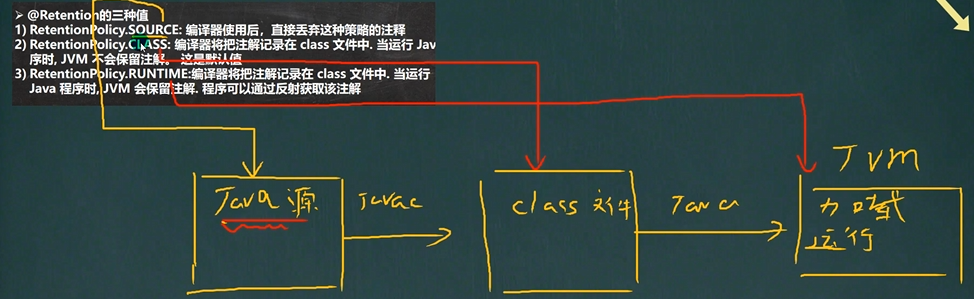 ➤ @Retention的三种值
1) RetentionPolicy.SOURCE: 编译器使用后，直接丢弃这种策略的注释
2) RetentionPolicy.CLASS: 编译器将把注解记录在 class 文件中. 当运行 Jav
序时, JVM 不会保留注解。 这是默认值
3) RetentionPolicy.RUNTIME:编译器将把注解记录在 class 文件中. 当运行
Java 程序时, JVM 会保留注解. 程序可以通过反射获取该注解
JVM
Java 源
Javac
class 文件
Java
加载
运行